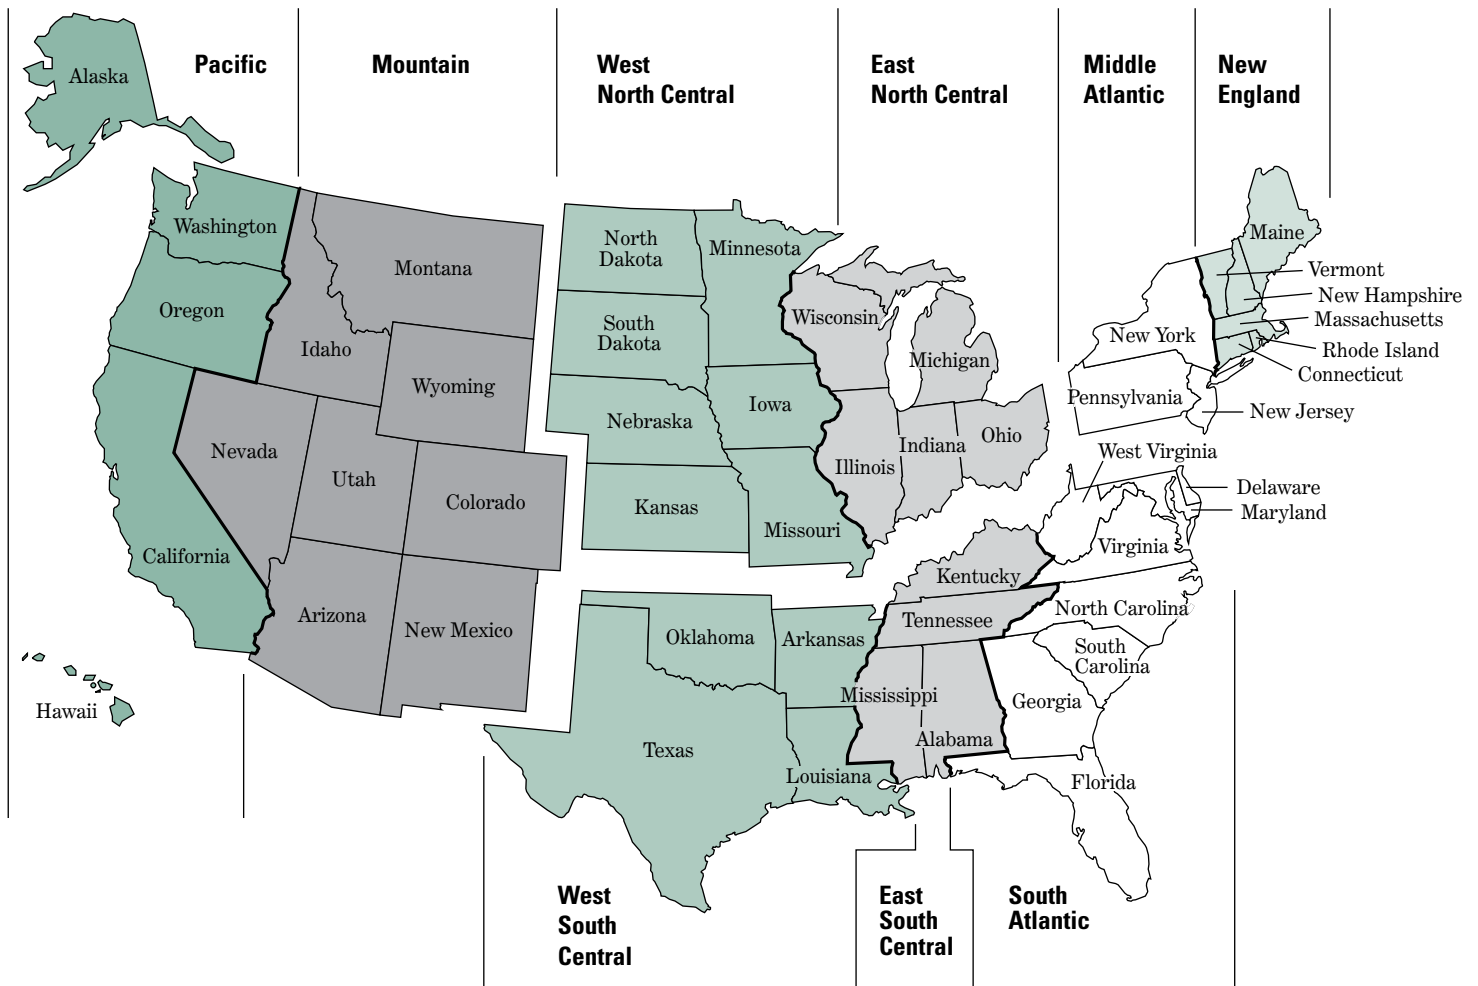 Pacific
Mountain
West
North Central
East
North Central
Middle
Atlantic
New
England
Alaska
Washington
Oregon
California
Hawaii
Montana
Idaho
Wyoming
Nevada
Utah
Colorado
Arizona
New Mexico
North
Dakota
Minnesota
South
Dakota
Nebraska
Iowa
Kansas
Missouri
Wisconsin
Michigan
Illinois
Indiana
Ohio
New York
Pennsylvania
New Jersey
Maine
Vermont
New Hampshire
Massachusetts
Rhode Island
Connecticut
West Virginia
Delaware
Maryland
Virginia
North Carolina
South
Carolina
Georgia
Florida
Kentucky
Tennessee
Mississippi
Alabama
Oklahoma
Arkansas
Texas
Louisiana
West
South
Central
East
South
Central
South
Atlantic